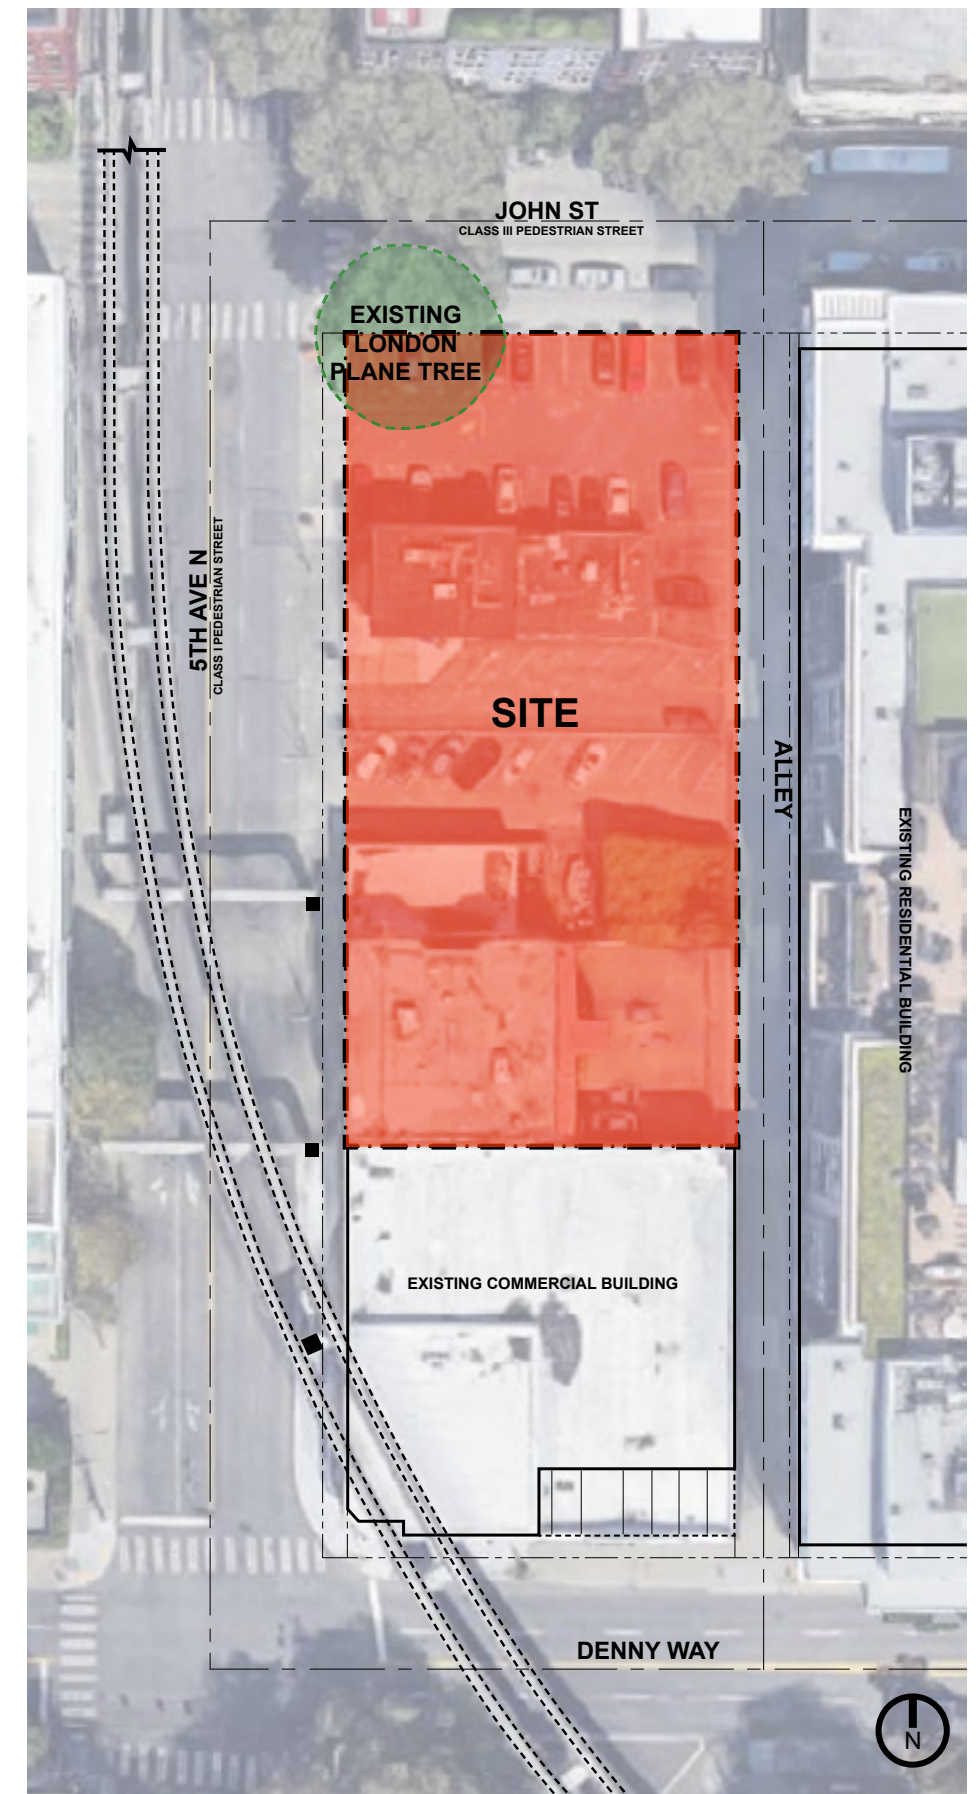 JOHN ST
CLASS III PEDESTRIAN STREET
EXISTING
LONDON
PLANE TREE
5TH AVE N
CLASS I PEDESTRIAN STREET
SITE
ALLEY
EXISTING RESIDENTIAL BUILDING
EXISTING COMMERCIAL BUILDING
DENNY WAY
N